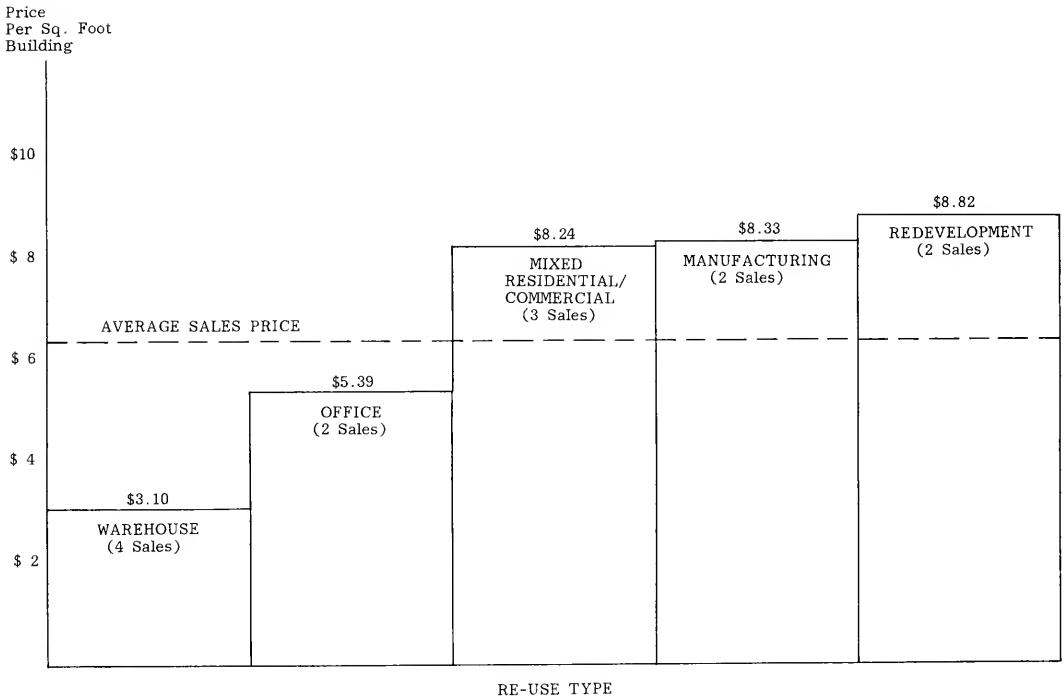 Price
Per Sq. Foot
Building
$10
$ 8
$ 6
$ 4
$ 2
AVERAGE SALES PRICE
$3.10
WAREHOUSE
(4 Sales)
$5.39
OFFICE
(2 Sales)
$8.24
MIXED
RESIDENTIAL/
COMMERCIAL
(3 Sales)
$8.33
MANUFACTURING
(2 Sales)
$8.82
REDEVELOPMENT
(2 Sales)
RE-USE TYPE